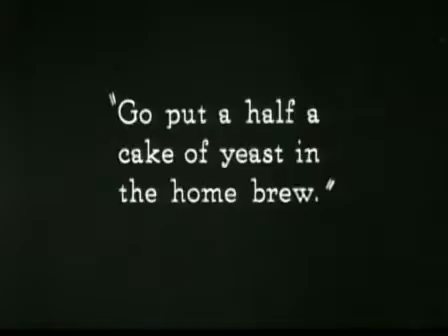 "Go put a half a
cake of yeast in
the home brew."